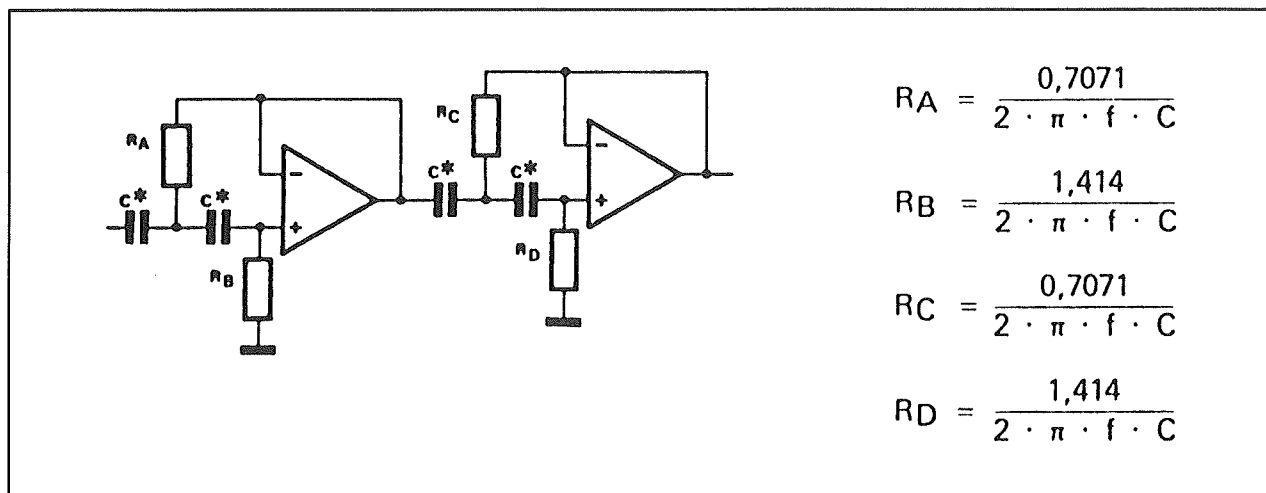 RA
C*
C*
RB
−
+
RC
C*
C*
RD
−
+
RA = 0,7071 / 2 · π · f · C
RB = 1,414 / 2 · π · f · C
RC = 0,7071 / 2 · π · f · C
RD = 1,414 / 2 · π · f · C